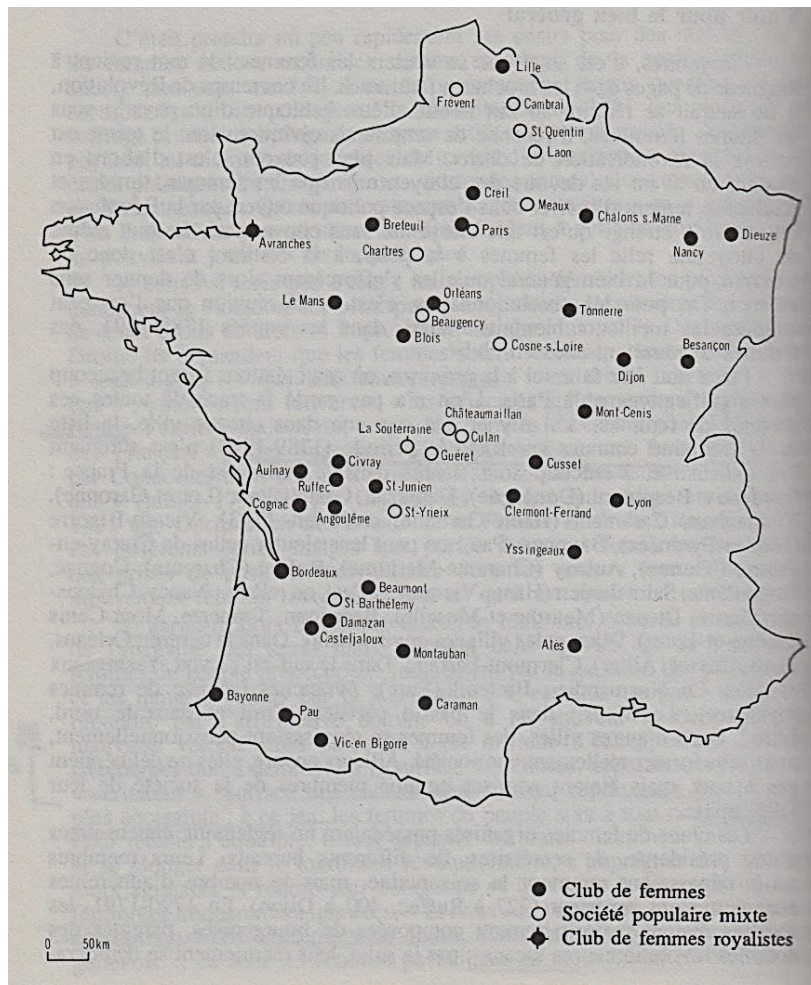 Lille
Frévent
Cambrai
St-Quentin
Laon
Creil
Meaux
Châlons s. Marne
Breteuil
Paris
Dieuze
Avranches
Nancy
Chartres
Le Mans
Orléans
Beaugency
Tonnerre
Blois
Cosne-s. Loire
Besançon
Dijon
Châteaumaillan
Mont-Cenis
La Souterraine
Culan
Guéret
Civray
Cusset
Aulnay
Ruffec
St-Junien
Cognac
Angoulême
St-Yrieix
Clermont-Ferrand
Lyon
Yssingeaux
Bordeaux
Beaumont
St-Barthélemy
Damazan
Casteljaloux
Montauban
Alès
Bayonne
Caraman
Pau
Vic-en Bigorre
Club de femmes
Société populaire mixte
Club de femmes royalistes
0 50km